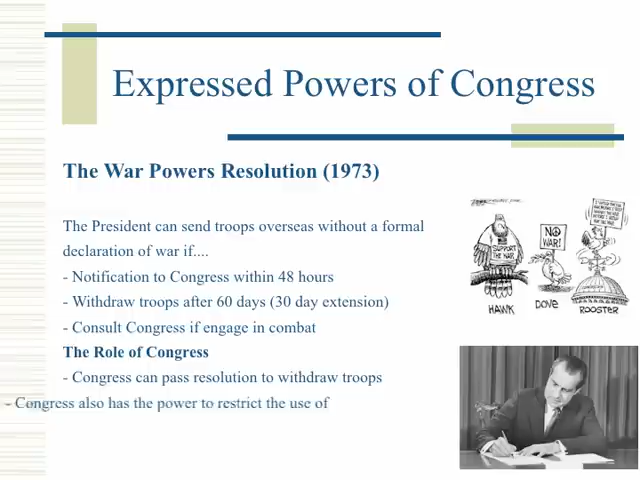 Expressed Powers of Congress
The War Powers Resolution (1973)
The President can send troops overseas without a formal
declaration of war if....
- Notification to Congress within 48 hours
- Withdraw troops after 60 days (30 day extension)
- Consult Congress if engage in combat
The Role of Congress
- Congress can pass resolution to withdraw troops
- Congress also has the power to restrict the use of
SUPPORT
THE WAR
NO
WAR!
HAWK
DOVE
ROOSTER